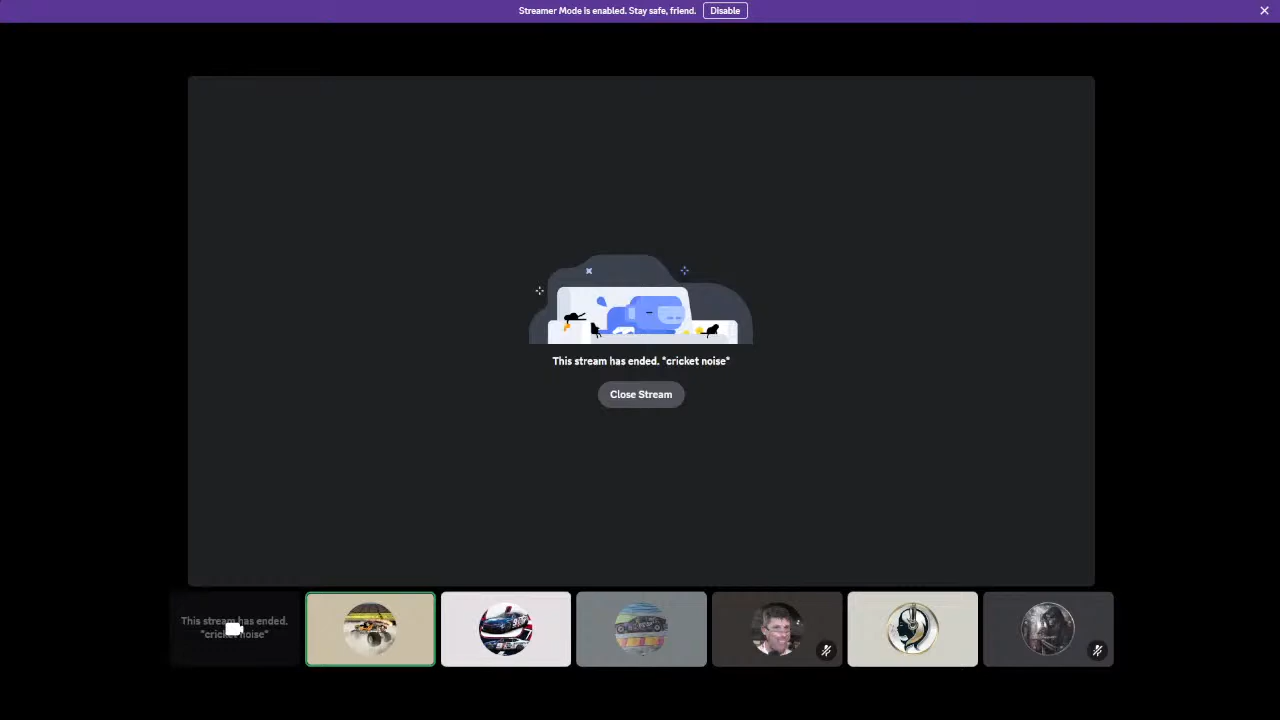 Streamer Mode is enabled. Stay safe, friend. Disable
This stream has ended. *cricket noise*
Close Stream
This stream has ended.
*cricket noise*